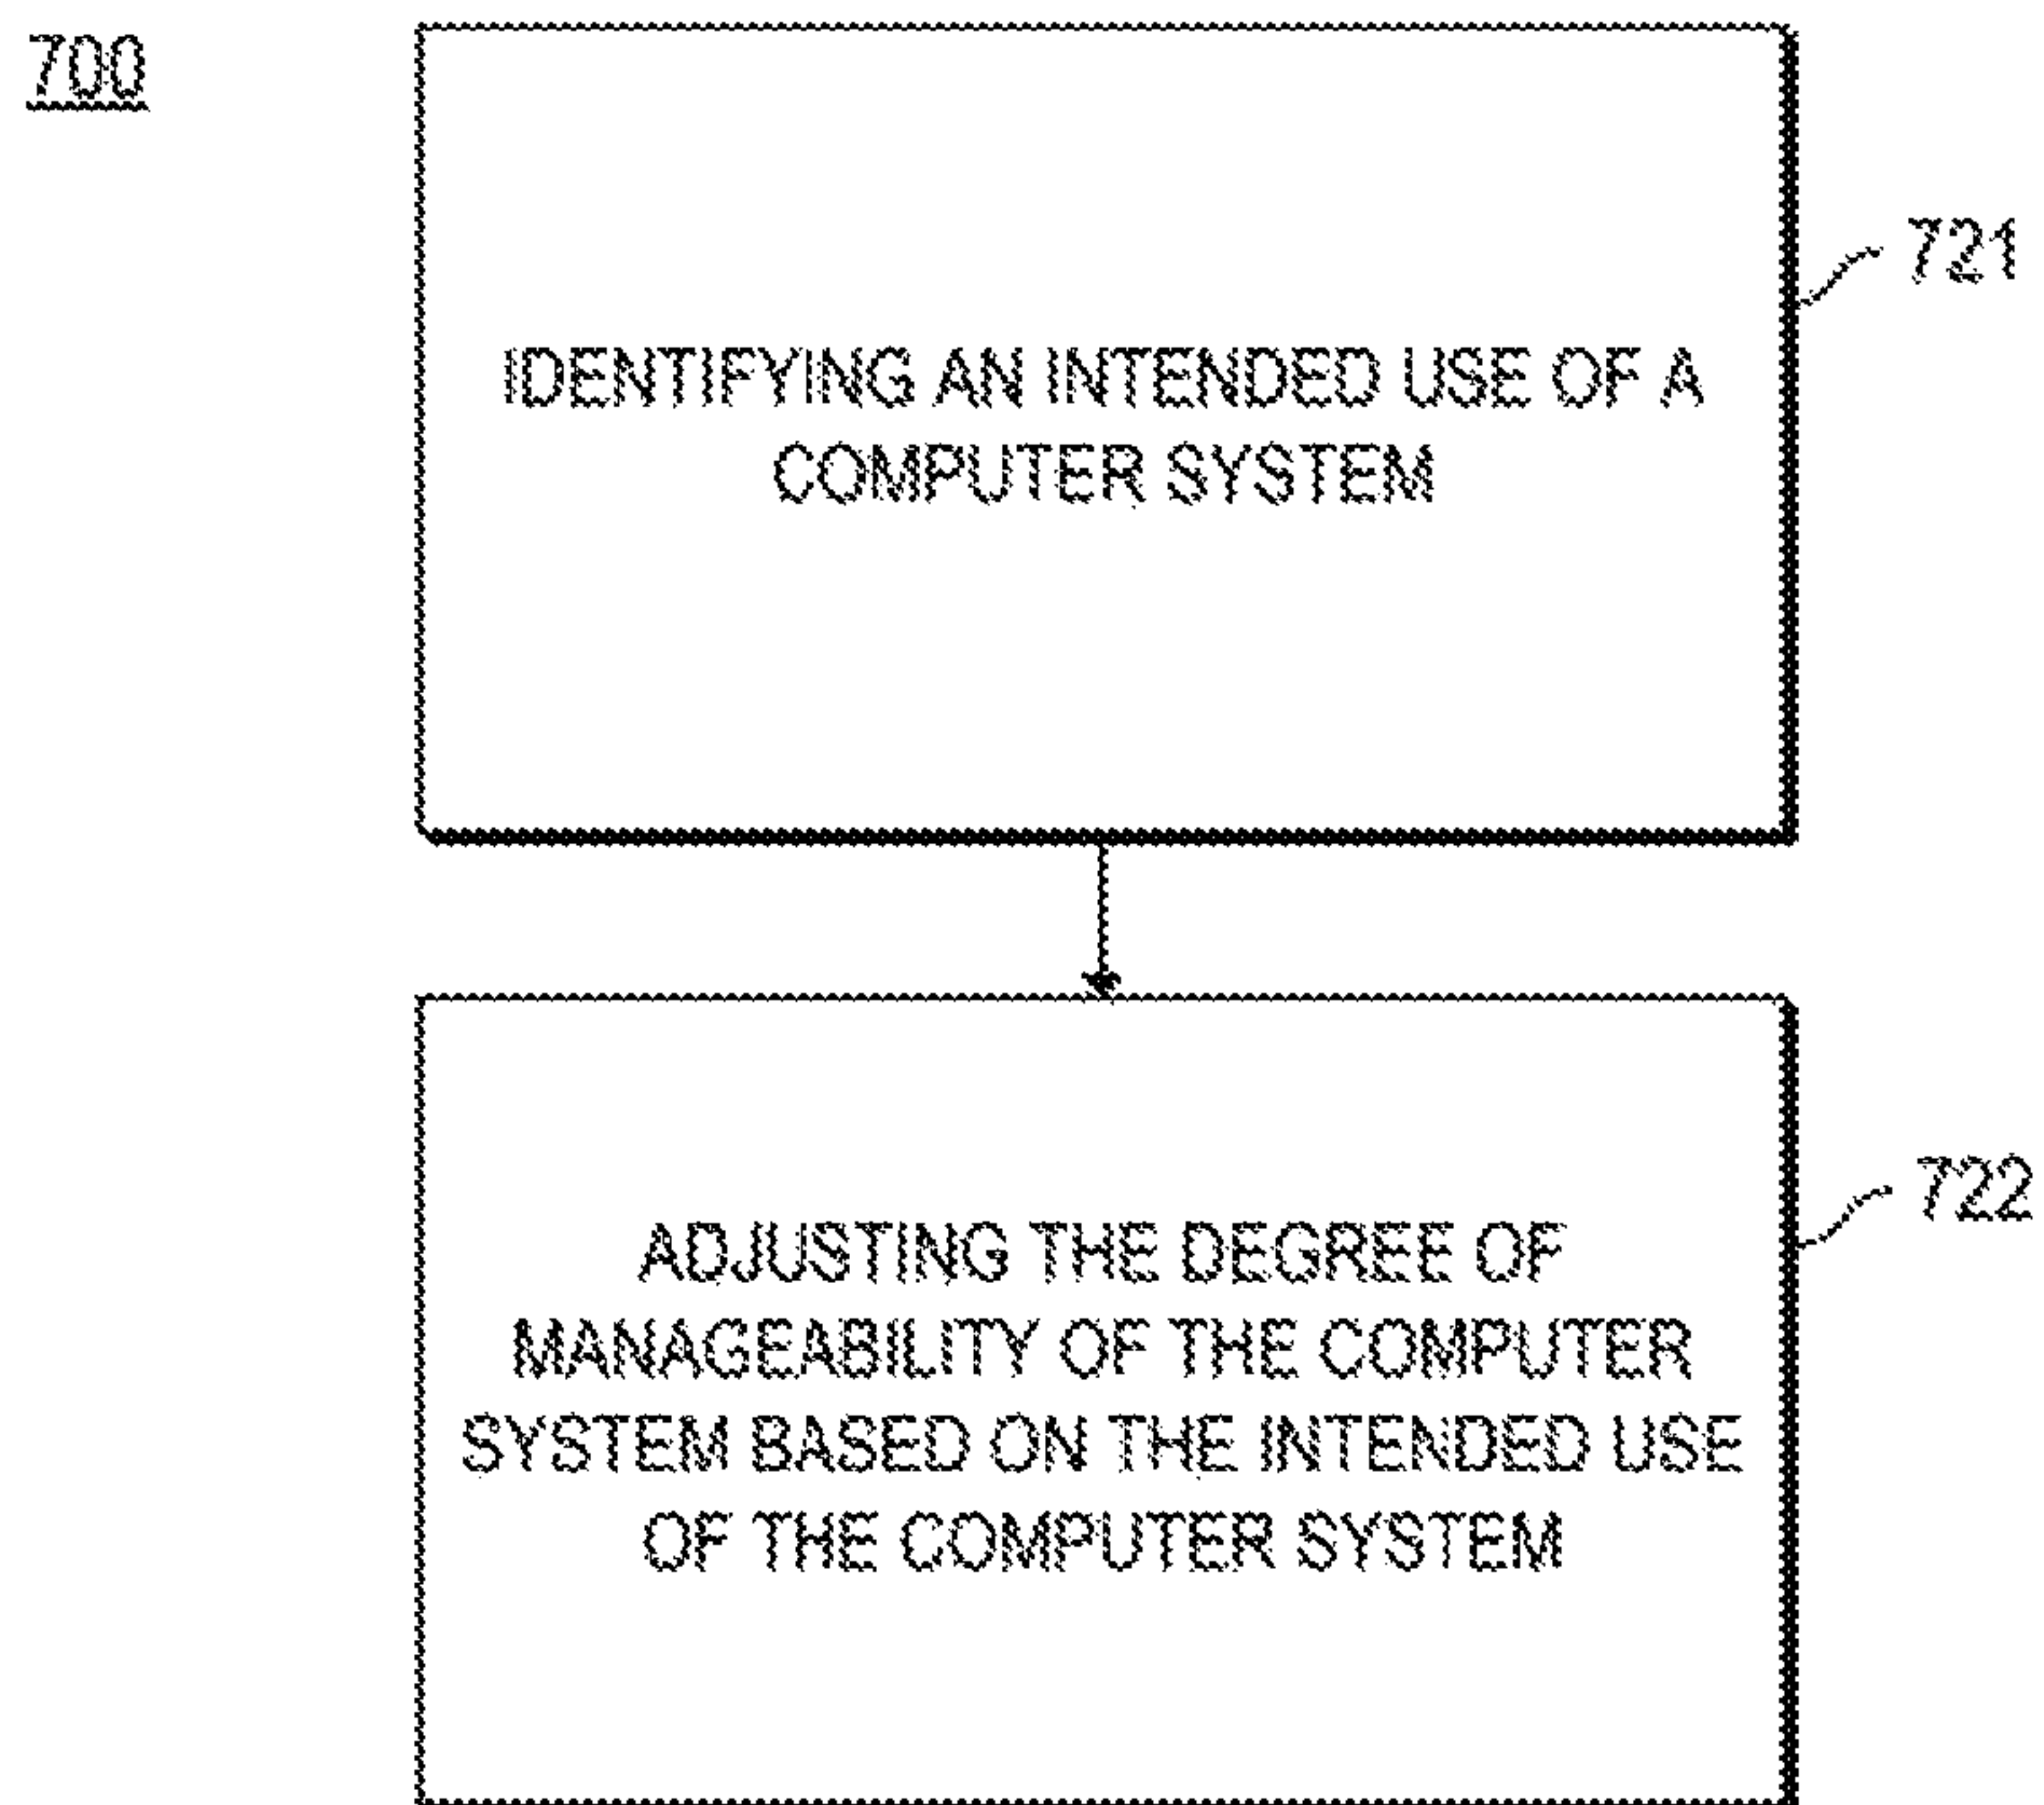 700
721
IDENTIFYING AN INTENDED USE OF A
COMPUTER SYSTEM
722
ADJUSTING THE DEGREE OF
MANAGEABILITY OF THE COMPUTER
SYSTEM BASED ON THE INTENDED USE
OF THE COMPUTER SYSTEM